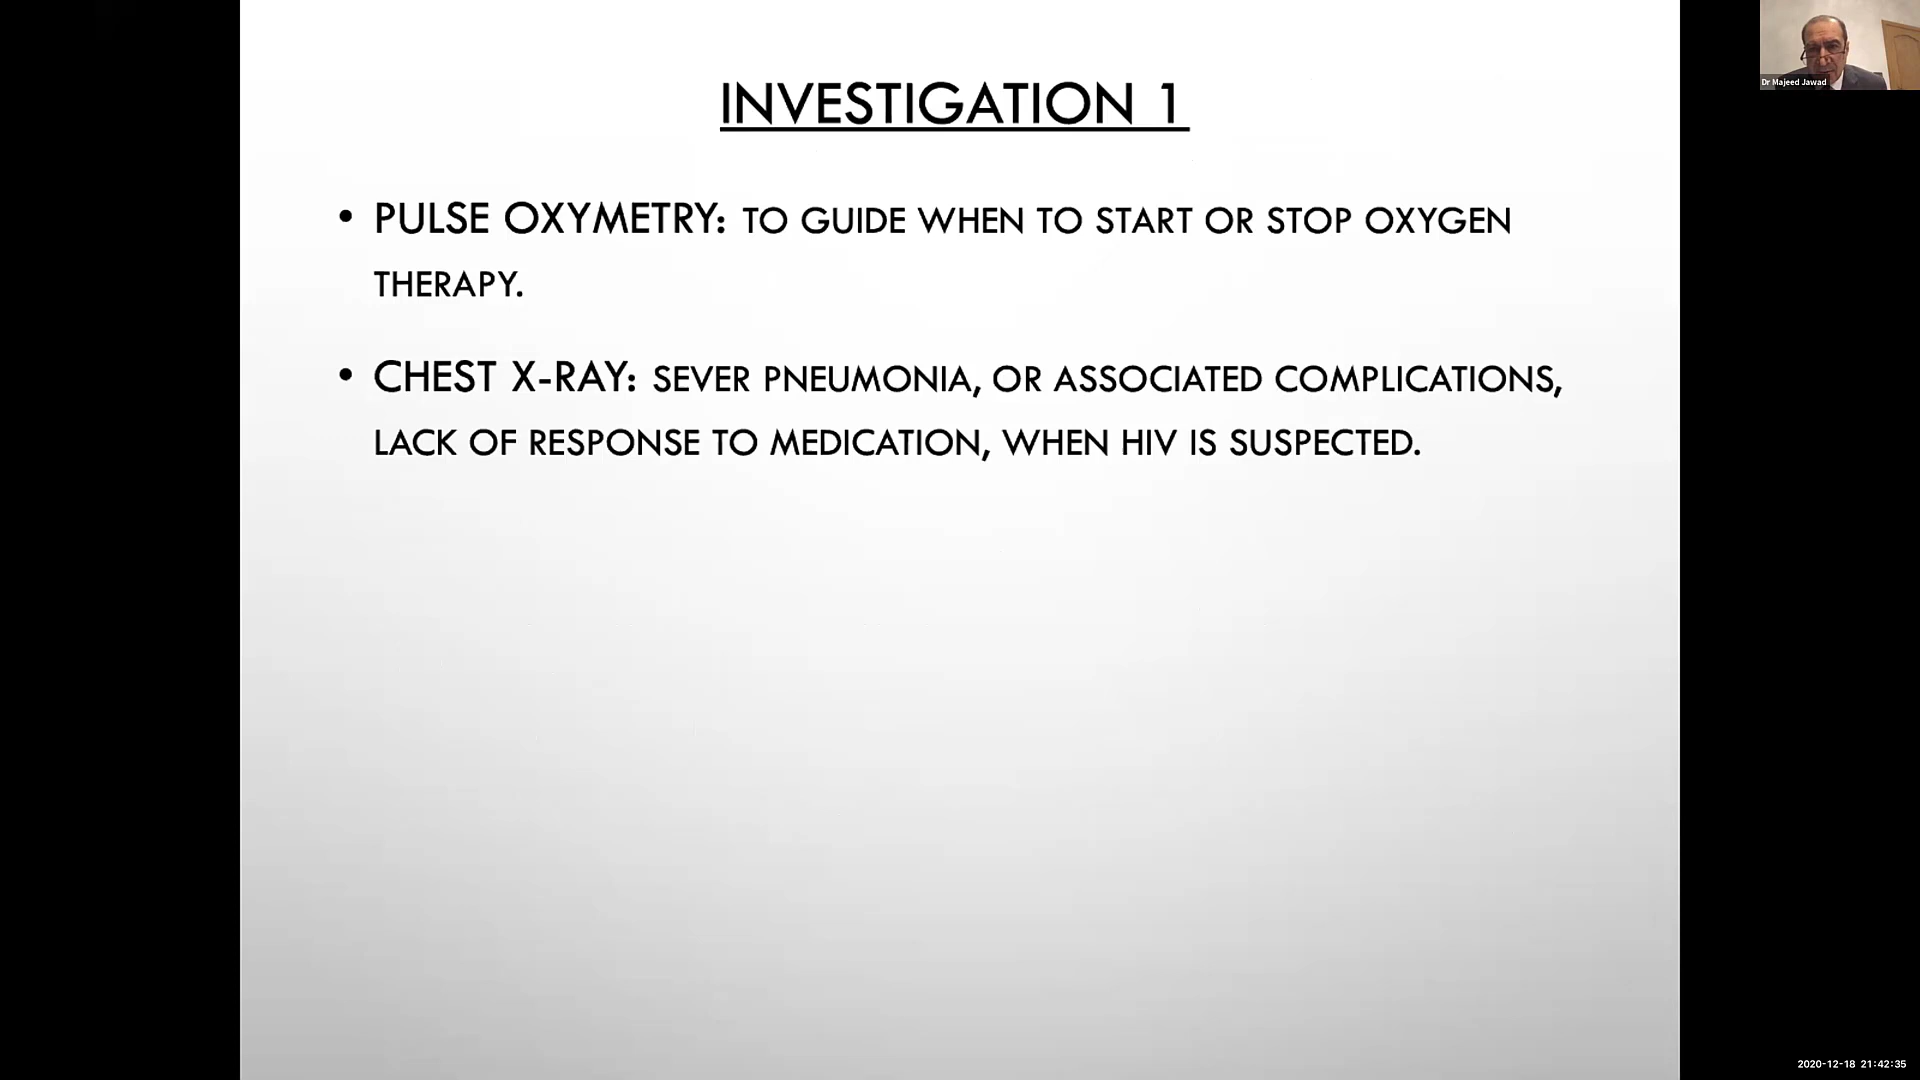 INVESTIGATION 1
• PULSE OXYMETRY: TO GUIDE WHEN TO START OR STOP OXYGEN
THERAPY.
• CHEST X-RAY: SEVER PNEUMONIA, OR ASSOCIATED COMPLICATIONS,
LACK OF RESPONSE TO MEDICATION, WHEN HIV IS SUSPECTED.
Dr Majeed Jawad
2020-12-18 21:42:35